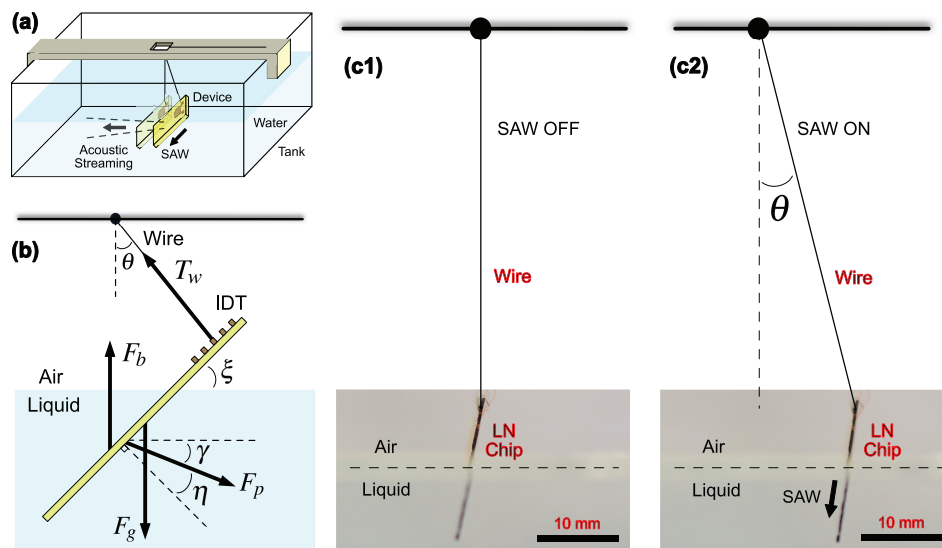 (a)
Device
Water
Acoustic
Streaming
SAW
Tank
(b)
θ
Wire
T_w
IDT
F_b
ξ
Air
Liquid
γ
η
F_p
F_g
(c1)
SAW OFF
Wire
LN
Chip
Air
Liquid
10 mm
(c2)
SAW ON
θ
Wire
LN
Chip
Air
Liquid
SAW
10 mm